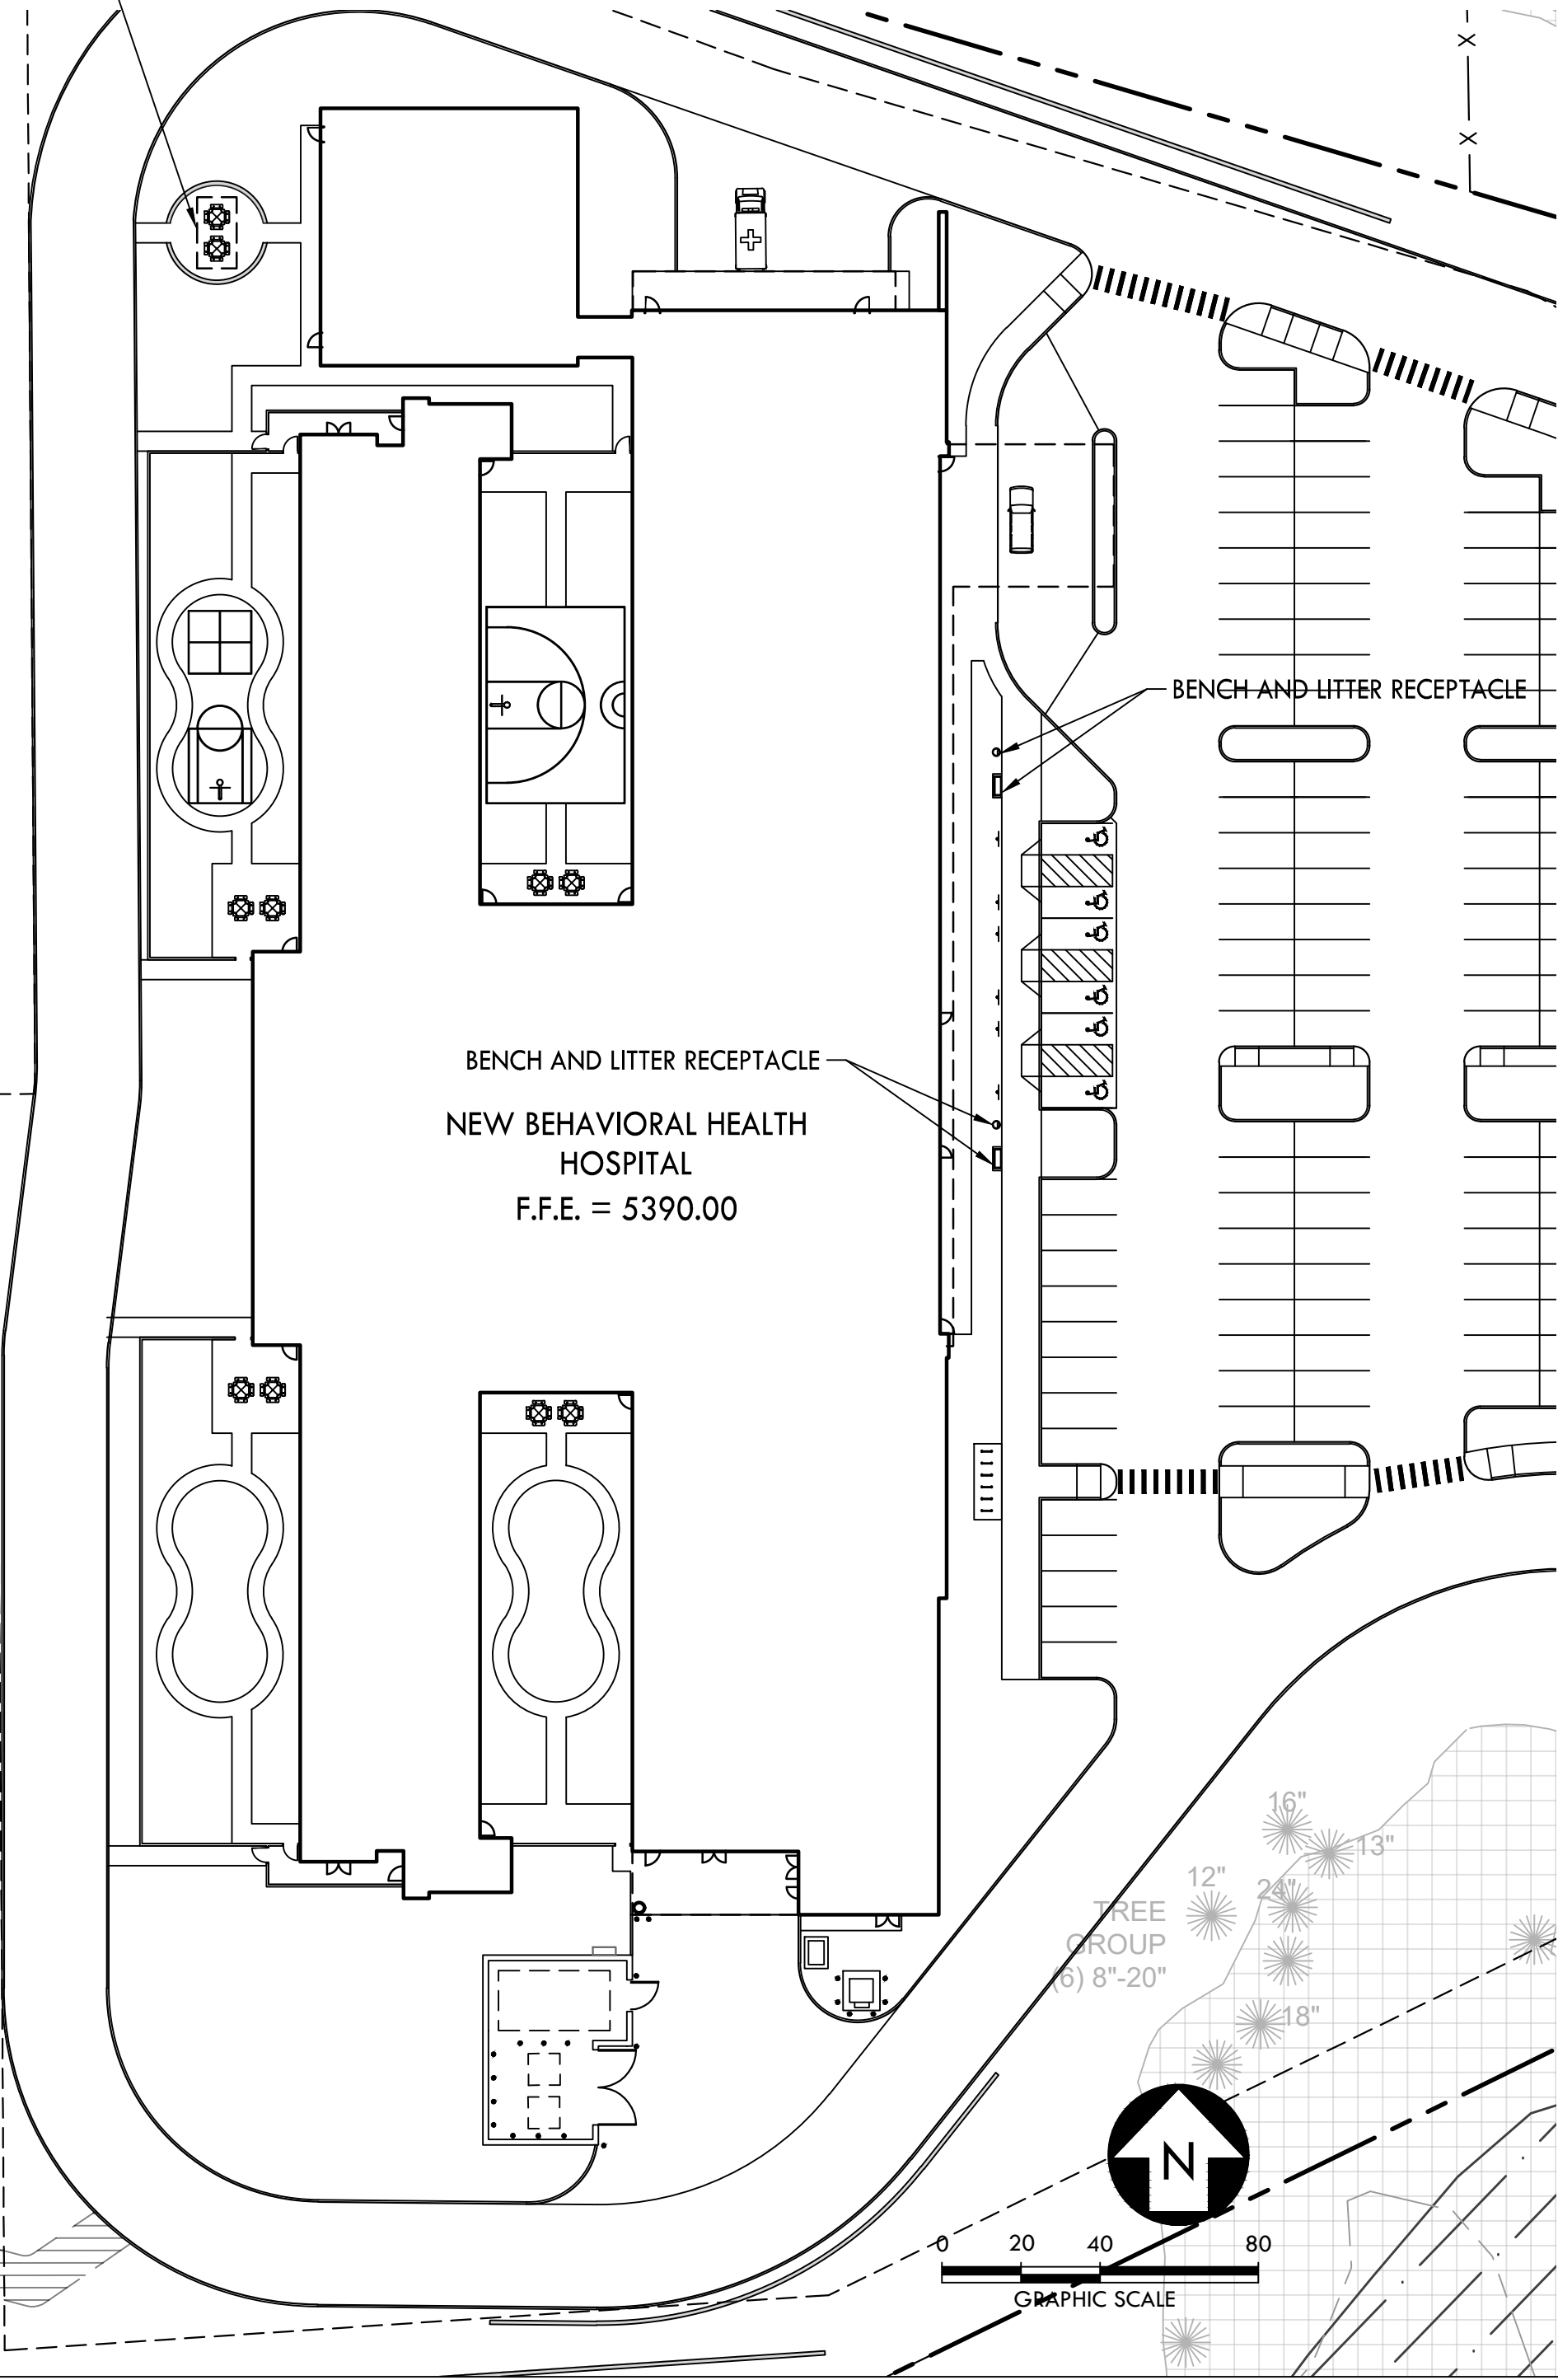 X
X
BENCH AND LITTER RECEPTACLE
BENCH AND LITTER RECEPTACLE
NEW BEHAVIORAL HEALTH
HOSPITAL
F.F.E. = 5390.00
16"
13"
12"
24"
TREE
GROUP
(6) 8"-20"
18"
N
0 20 40 80
GRAPHIC SCALE